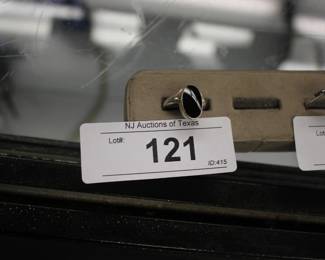 NJ Auctions of Texas
Lot#:
121
ID:415